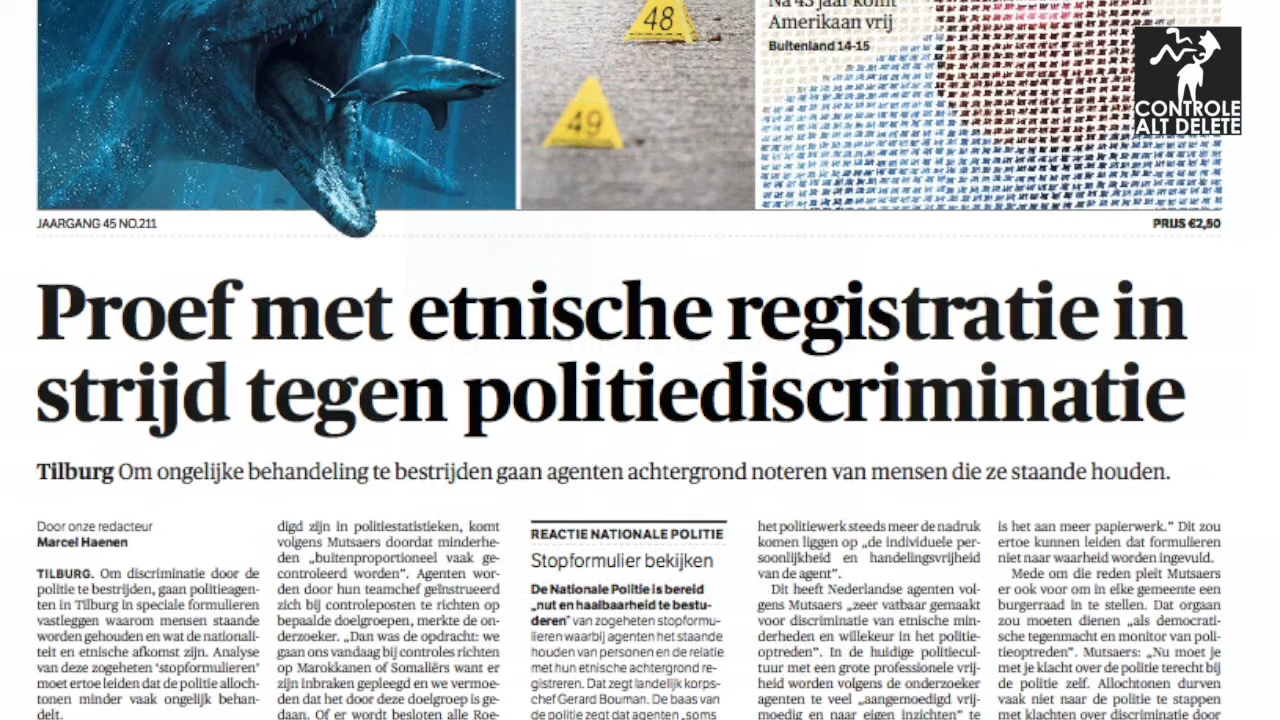 48
49
Na 43 jaar komt
Amerikaan vrij
Buitenland 14-15
CONTROLE
ALT DELETE
JAARGANG 45 NO.211
PRIJS €2,50
Proef met etnische registratie in
strijd tegen politiediscriminatie
Tilburg Om ongelijke behandeling te bestrijden gaan agenten achtergrond noteren van mensen die ze staande houden.
Door onze redacteur
Marcel Haenen
TILBURG. Om discriminatie door de
politie te bestrijden, gaan politieagen-
ten in Tilburg in speciale formulieren
vastleggen waarom mensen staande
worden gehouden en wat de nationali-
teit en etnische afkomst zijn. Analyse
van deze zogeheten ‘stopformulieren’
moet ertoe leiden dat de politie alloch-
tonen minder vaak ongelijk behan-
delt.
digd zijn in politiestatistieken, komt
volgens Mutsaers doordat minderhe-
den „buitenproportioneel vaak ge-
controleerd worden”. Agenten wor-
den door hun teamchef geïnstrueerd
zich bij controleposten te richten op
bepaalde doelgroepen, merkte de on-
derzoeker. „Dan was de opdracht: we
gaan ons vandaag bij controles richten
op Marokkanen of Somaliërs want er
zijn inbraken gepleegd en we vermoe-
den dat het door deze doelgroep is ge-
daan. Of er wordt besloten alle Roe-
REACTIE NATIONALE POLITIE
Stopformulier bekijken
De Nationale Politie is bereid
„nut en haalbaarheid te bestu-
deren” van zogeheten stopformu-
lieren waarbij agenten het staande
houden van personen en de relatie
met hun etnische achtergrond re-
gistreren. Dat zegt landelijk korps-
chef Gerard Bouman. De baas van
de politie zegt dat agenten „soms
het politiewerk steeds meer de nadruk
komen liggen op „de individuele per-
soonlijkheid en handelingsvrijheid
van de agent”.
Dit heeft Nederlandse agenten vol-
gens Mutsaers „zeer vatbaar gemaakt
voor discriminatie van etnische min-
derheden en willekeur in het politie-
optreden”. In de huidige politiecul-
tuur met een grote professionele vrij-
heid worden volgens de onderzoeker
agenten te veel „aangemoedigd vrij-
moedig en naar eigen inzichten” te
is het aan meer papierwerk.” Dit zou
ertoe kunnen leiden dat formulieren
niet naar waarheid worden ingevuld.
Mede om die reden pleit Mutsaers
er ook voor om in elke gemeente een
burgerraad in te stellen. Dat orgaan
zou moeten dienen „als democrati-
sche tegenmacht en monitor van poli-
tieoptreden”. Mutsaers: „Nu moet je
met je klacht over de politie terecht bij
de politie zelf. Allochtonen durven
vaak niet naar de politie te stappen
met klachten over discriminatie door